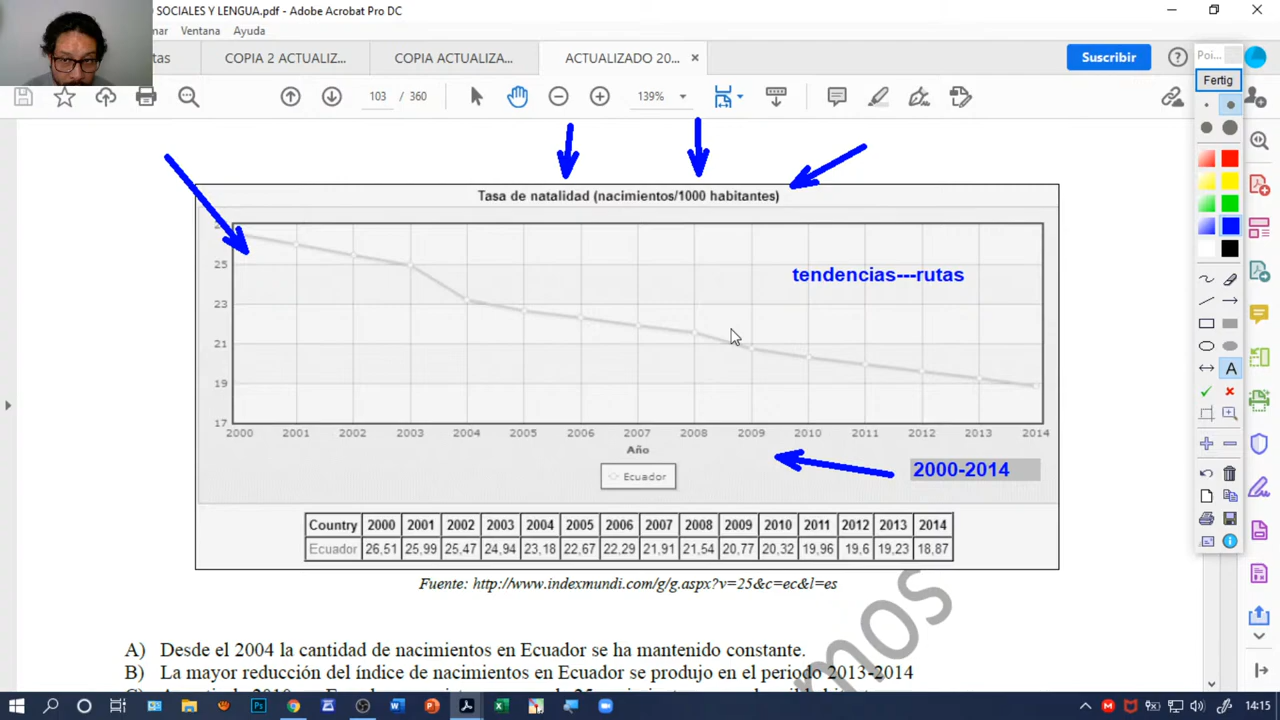 SOCIALES Y LENGUA.pdf - Adobe Acrobat Pro DC
mar Ventana Ayuda
tas COPIA 2 ACTUALIZ... COPIA ACTUALIZA... ACTUALIZADO 20... ×
Suscribir
Poi...
Fertig
103 / 360 139%
Tasa de natalidad (nacimientos/1000 habitantes)
25
23
21
19
17
tendencias---rutas
2000 2001 2002 2003 2004 2005 2006 2007 2008 2009 2010 2011 2012 2013 2014
Año
Ecuador
2000-2014
Country 2000 2001 2002 2003 2004 2005 2006 2007 2008 2009 2010 2011 2012 2013 2014
Ecuador 26,51 25,99 25,47 24,94 23,18 22,67 22,29 21,91 21,54 20,77 20,32 19,96 19,6 19,23 18,87
Fuente: http://www.indexmundi.com/g/g.aspx?v=25&c=ec&l=es
mos
A) Desde el 2004 la cantidad de nacimientos en Ecuador se ha mantenido constante.
B) La mayor reducción del índice de nacimientos en Ecuador se produjo en el periodo 2013-2014
14:15